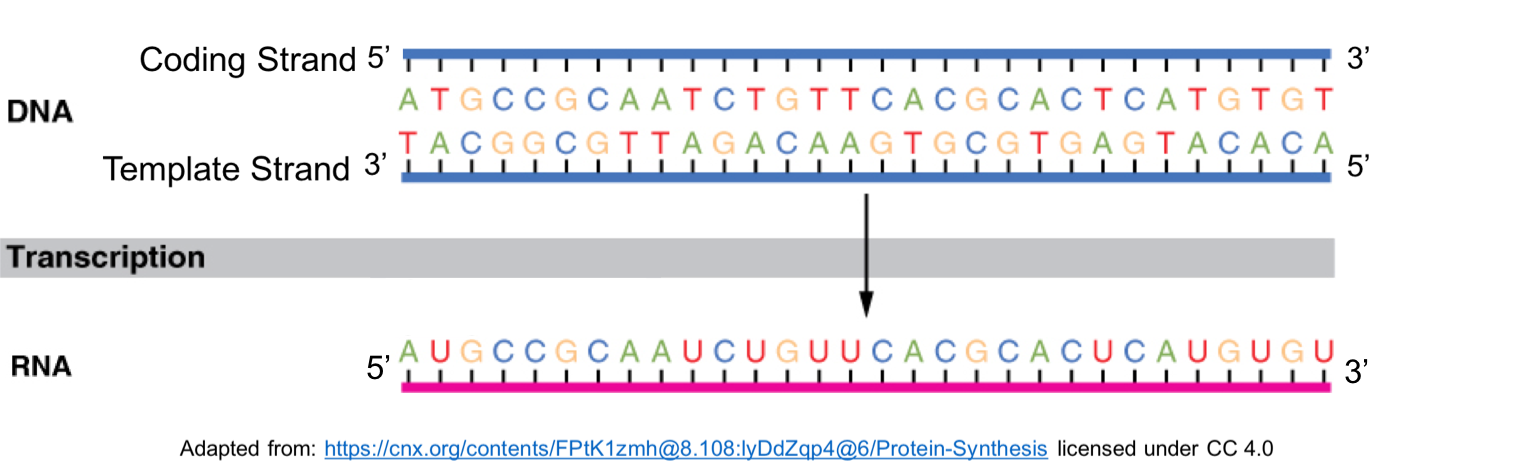 Coding Strand 5’ 3’
DNA
A T G C C G C A A T C T G T T C A C G C A C T C A T G T G T
T A C G G C G T T A G A C A A G T G C G T G A G T A C A C A
Template Strand 3’ 5’
Transcription
RNA 5’ A U G C C G C A A U C U G U U C A C G C A C U C A U G U G U 3’
Adapted from: https://cnx.org/contents/FPtK1zmh@8.108:lyDdZqp4@6/Protein-Synthesis licensed under CC 4.0